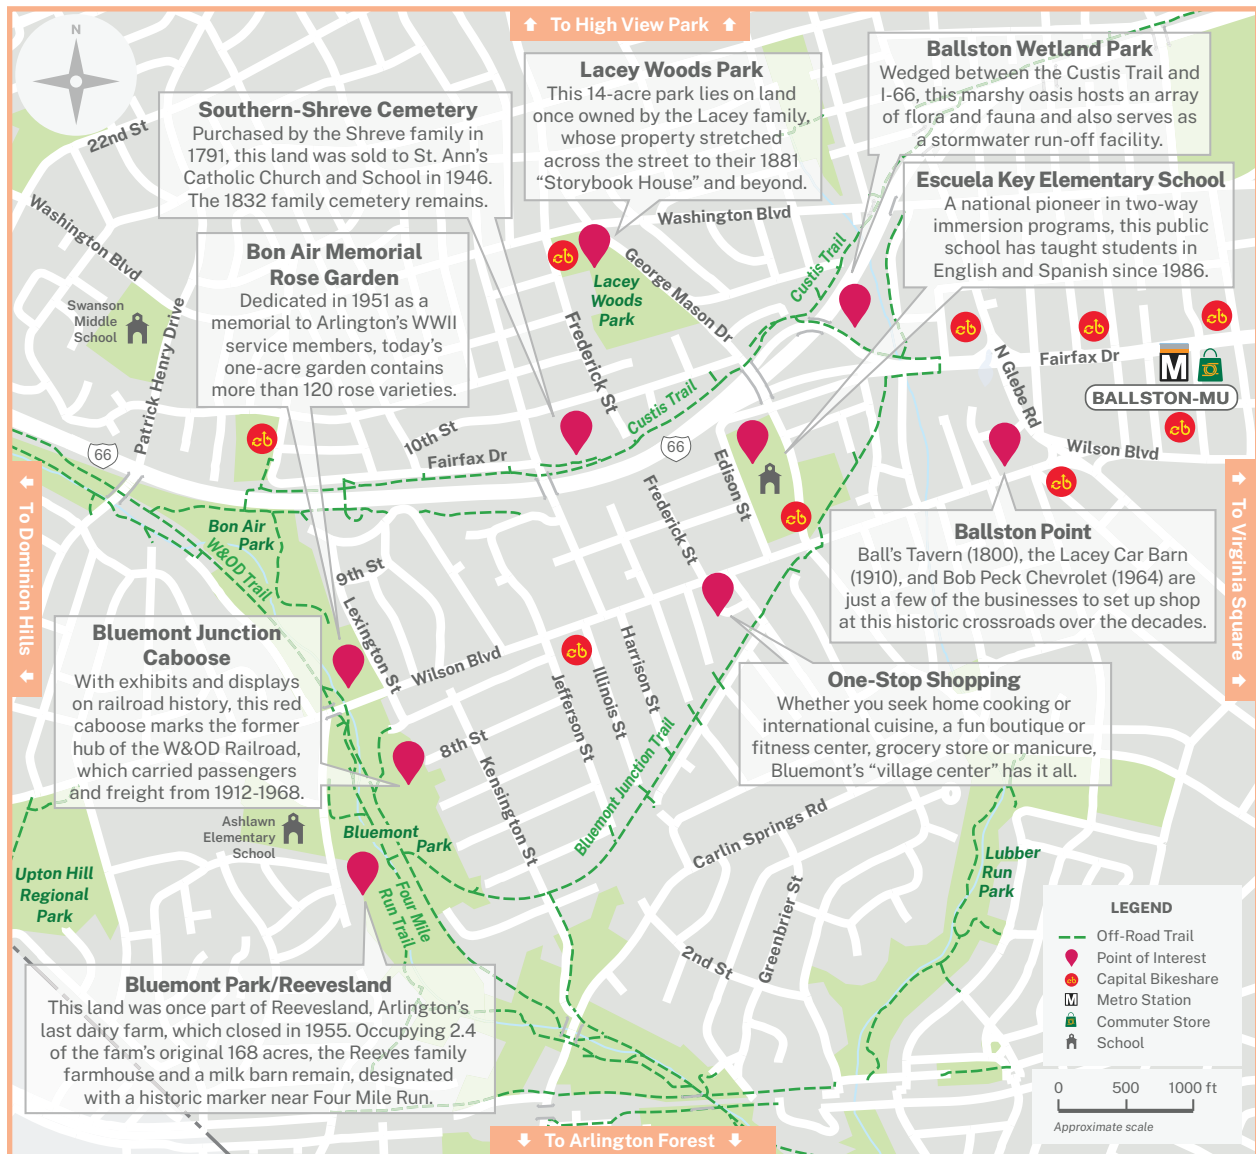 To High View Park
N
22nd St
Washington Blvd
Southern-Shreve Cemetery
Purchased by the Shreve family in
1791, this land was sold to St. Ann's
Catholic Church and School in 1946.
The 1832 family cemetery remains.
Lacey Woods Park
This 14-acre park lies on land
once owned by the Lacey family,
whose property stretched
across the street to their 1881
“Storybook House” and beyond.
Ballston Wetland Park
Wedged between the Custis Trail and
I-66, this marshy oasis hosts an array
of flora and fauna and also serves as
a stormwater run-off facility.
Escuela Key Elementary School
A national pioneer in two-way
immersion programs, this public
school has taught students in
English and Spanish since 1986.
Bon Air Memorial
Rose Garden
Dedicated in 1951 as a
memorial to Arlington's WWII
service members, today's
one-acre garden contains
more than 120 rose varieties.
Washington Blvd
George Mason Dr
Custis Trail
Lacey
Woods
Park
Swanson
Middle
School
Patrick Henry Drive
Frederick St
Custis Trail
N Glebe Rd
Fairfax Dr
M
BALLSTON-MU
Wilson Blvd
66
10th St
Fairfax Dr
66
Edison St
Frederick St
To Dominion Hills
To Virginia Square
Bon Air
Park
W&OD Trail
9th St
Lexington St
Wilson Blvd
Ballston Point
Ball's Tavern (1800), the Lacey Car Barn
(1910), and Bob Peck Chevrolet (1964) are
just a few of the businesses to set up shop
at this historic crossroads over the decades.
Bluemont Junction
Caboose
With exhibits and displays
on railroad history, this red
caboose marks the former
hub of the W&OD Railroad,
which carried passengers
and freight from 1912-1968.
Harrison St
Illinois St
Jefferson St
8th St
Kensington St
Bluemont Junction Trail
One-Stop Shopping
Whether you seek home cooking or
international cuisine, a fun boutique or
fitness center, grocery store or manicure,
Bluemont's “village center” has it all.
Ashlawn
Elementary
School
Bluemont
Park
Carlin Springs Rd
Upton Hill
Regional
Park
Four Mile
Run Trail
Greenbrier St
2nd St
Lubber
Run
Park
Bluemont Park/Reevesland
This land was once part of Reevesland, Arlington's
last dairy farm, which closed in 1955. Occupying 2.4
of the farm's original 168 acres, the Reeves family
farmhouse and a milk barn remain, designated
with a historic marker near Four Mile Run.
LEGEND
Off-Road Trail
Point of Interest
cb Capital Bikeshare
M Metro Station
Commuter Store
School
0 500 1000 ft
Approximate scale
To Arlington Forest